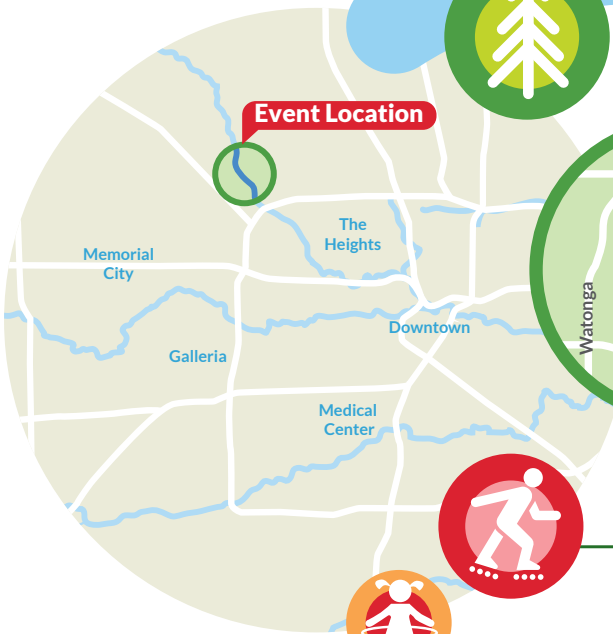 Event Location
The
Heights
Memorial
City
Watonga
Downtown
Galleria
Medical
Center